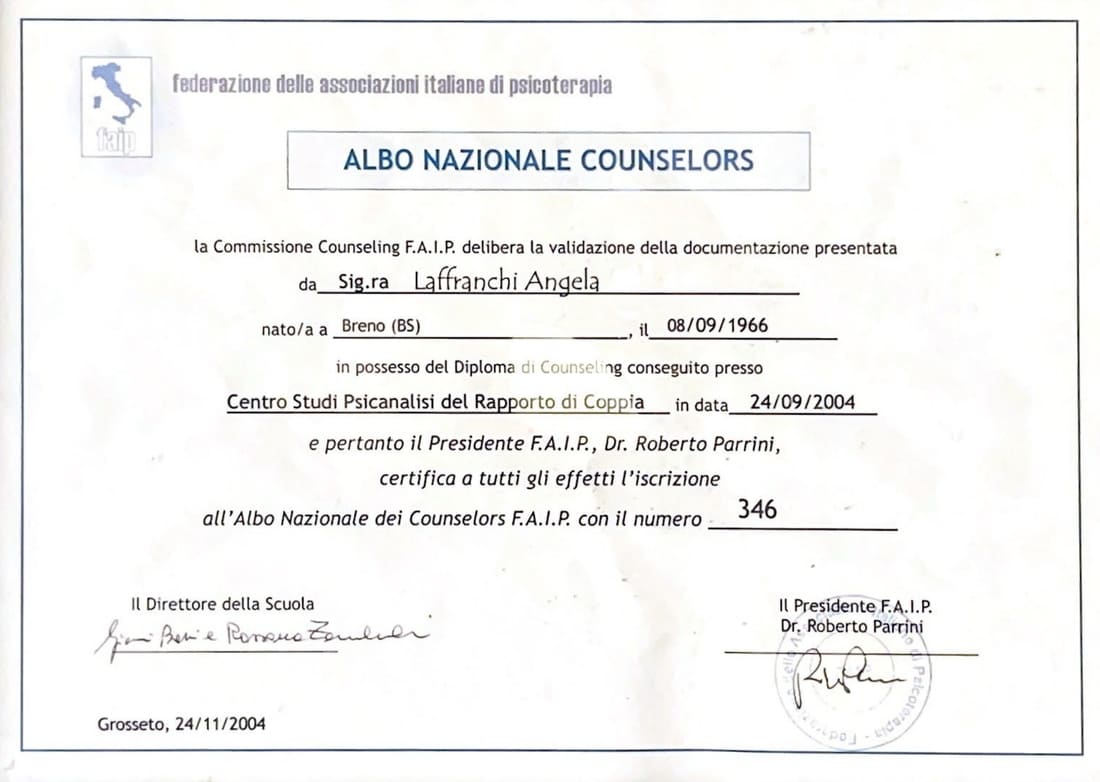 federazione delle associazioni italiane di psicoterapia
faip
ALBO NAZIONALE COUNSELORS
la Commissione Counseling F.A.I.P. delibera la validazione della documentazione presentata
da Sig.ra Laffranchi Angela
nato/a a Breno (BS), il 08/09/1966
in possesso del Diploma di Counseling conseguito presso
Centro Studi Psicanalisi del Rapporto di Coppia in data 24/09/2004
e pertanto il Presidente F.A.I.P., Dr. Roberto Parrini,
certifica a tutti gli effetti l'iscrizione
all'Albo Nazionale dei Counselors F.A.I.P. con il numero 346
Il Direttore della Scuola
Il Presidente F.A.I.P.
Dr. Roberto Parrini
di Psicoterapia
Grosseto, 24/11/2004